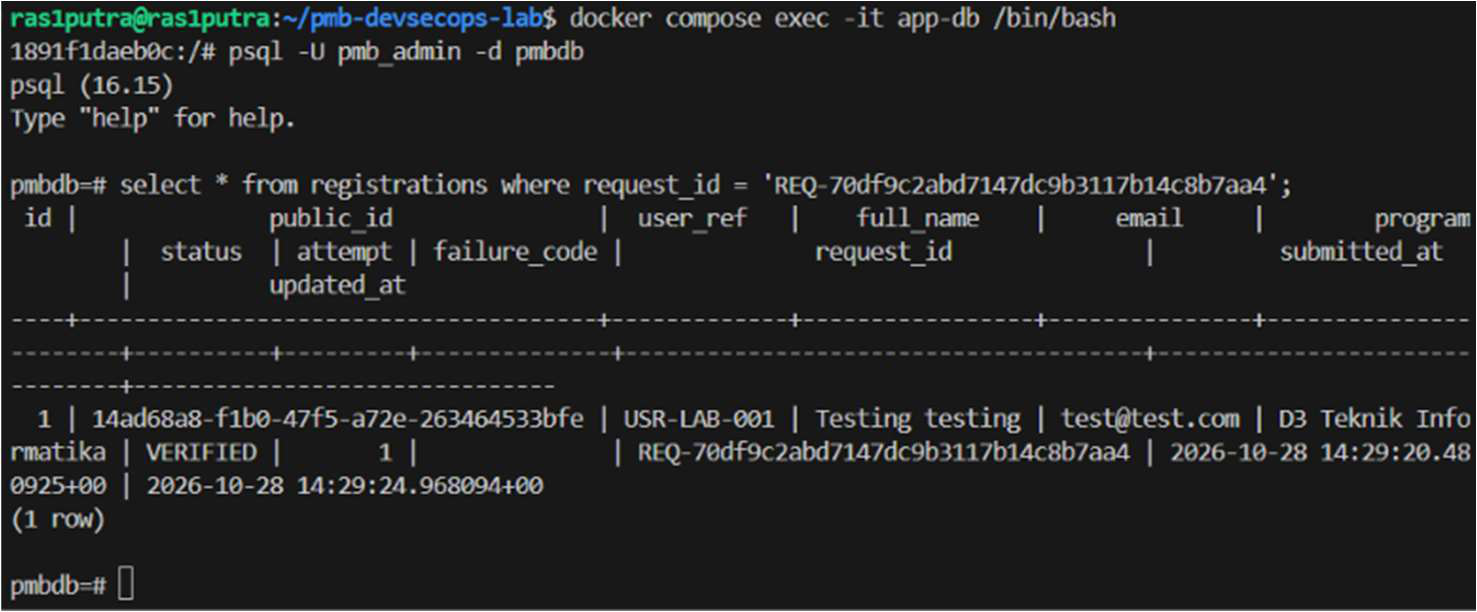 ras1putra@ras1putra:~/pmb-devsecops-lab$ docker compose exec -it app-db /bin/bash
1891f1daeb0c:/# psql -U pmb_admin -d pmbdb
psql (16.15)
Type "help" for help.

pmbdb=# select * from registrations where request_id = 'REQ-70df9c2abd7147dc9b3117b14c8b7aa4';
 id |              public_id               |  user_ref   |    full_name    |     email     |       program
        |  status  | attempt | failure_code |              request_id              |         submitted_at
        |          updated_at
----+--------------------------------------+-------------+-----------------+---------------+---------------
--------+----------+---------+--------------+--------------------------------------+-----------------------
--------+-------------------------------
  1 | 14ad68a8-f1b0-47f5-a72e-263464533bfe | USR-LAB-001 | Testing testing | test@test.com | D3 Teknik Info
rmatika | VERIFIED |       1 |              | REQ-70df9c2abd7147dc9b3117b14c8b7aa4 | 2026-10-28 14:29:20.48
0925+00 | 2026-10-28 14:29:24.968094+00
(1 row)

pmbdb=#